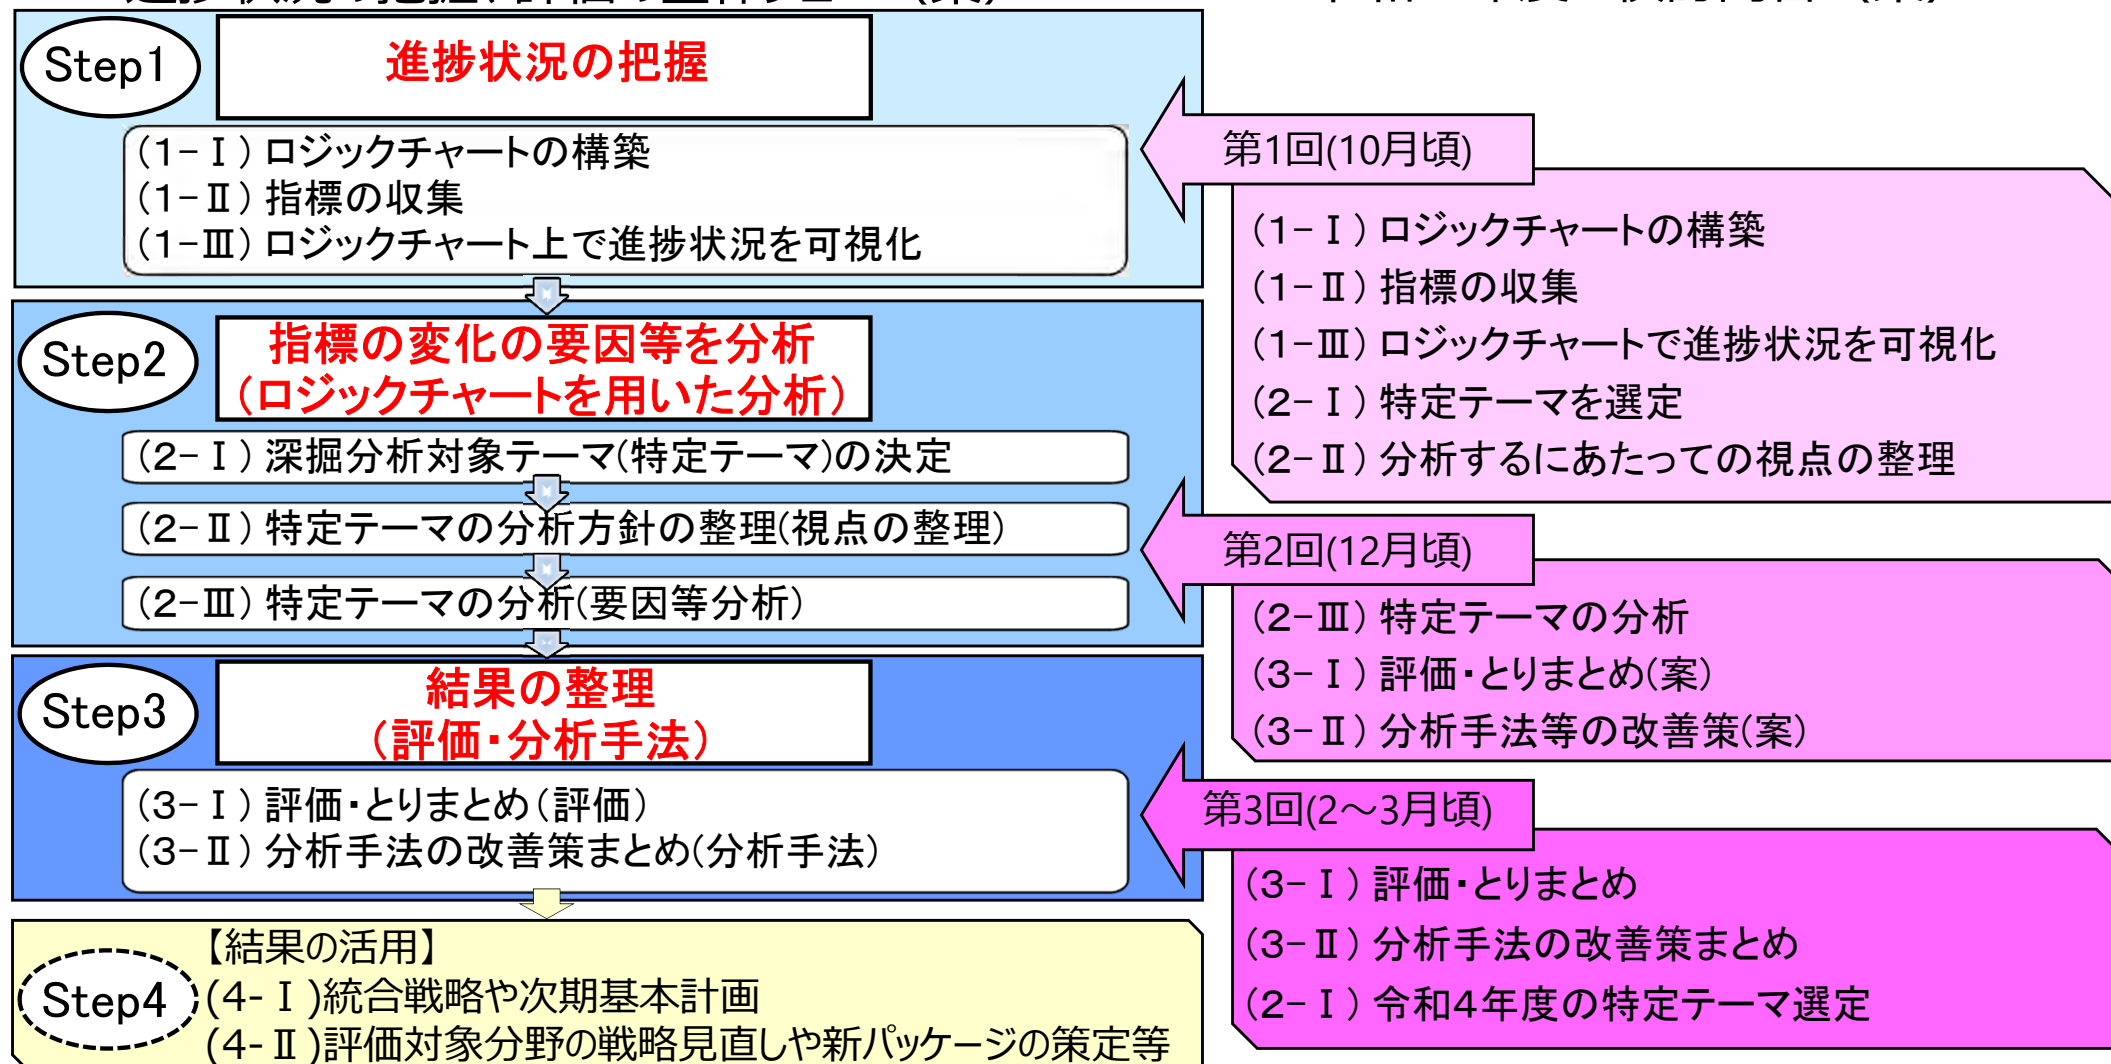 Step1
進捗状況の把握
(1-Ⅰ) ロジックチャートの構築
(1-Ⅱ) 指標の収集
(1-Ⅲ) ロジックチャート上で進捗状況を可視化
Step2
指標の変化の要因等を分析
(ロジックチャートを用いた分析)
(2-Ⅰ) 深掘分析対象テーマ(特定テーマ)の決定
(2-Ⅱ) 特定テーマの分析方針の整理(視点の整理)
(2-Ⅲ) 特定テーマの分析(要因等分析)
Step3
結果の整理
(評価・分析手法)
(3-Ⅰ) 評価・とりまとめ(評価)
(3-Ⅱ) 分析手法の改善策まとめ(分析手法)
Step4
【結果の活用】
(4-Ⅰ)統合戦略や次期基本計画
(4-Ⅱ)評価対象分野の戦略見直しや新パッケージの策定等
第1回(10月頃)
(1-Ⅰ) ロジックチャートの構築
(1-Ⅱ) 指標の収集
(1-Ⅲ) ロジックチャートで進捗状況を可視化
(2-Ⅰ) 特定テーマを選定
(2-Ⅱ) 分析するにあたっての視点の整理
第2回(12月頃)
(2-Ⅲ) 特定テーマの分析
(3-Ⅰ) 評価・とりまとめ(案)
(3-Ⅱ) 分析手法等の改善策(案)
第3回(2～3月頃)
(3-Ⅰ) 評価・とりまとめ
(3-Ⅱ) 分析手法の改善策まとめ
(2-Ⅰ) 令和4年度の特定テーマ選定